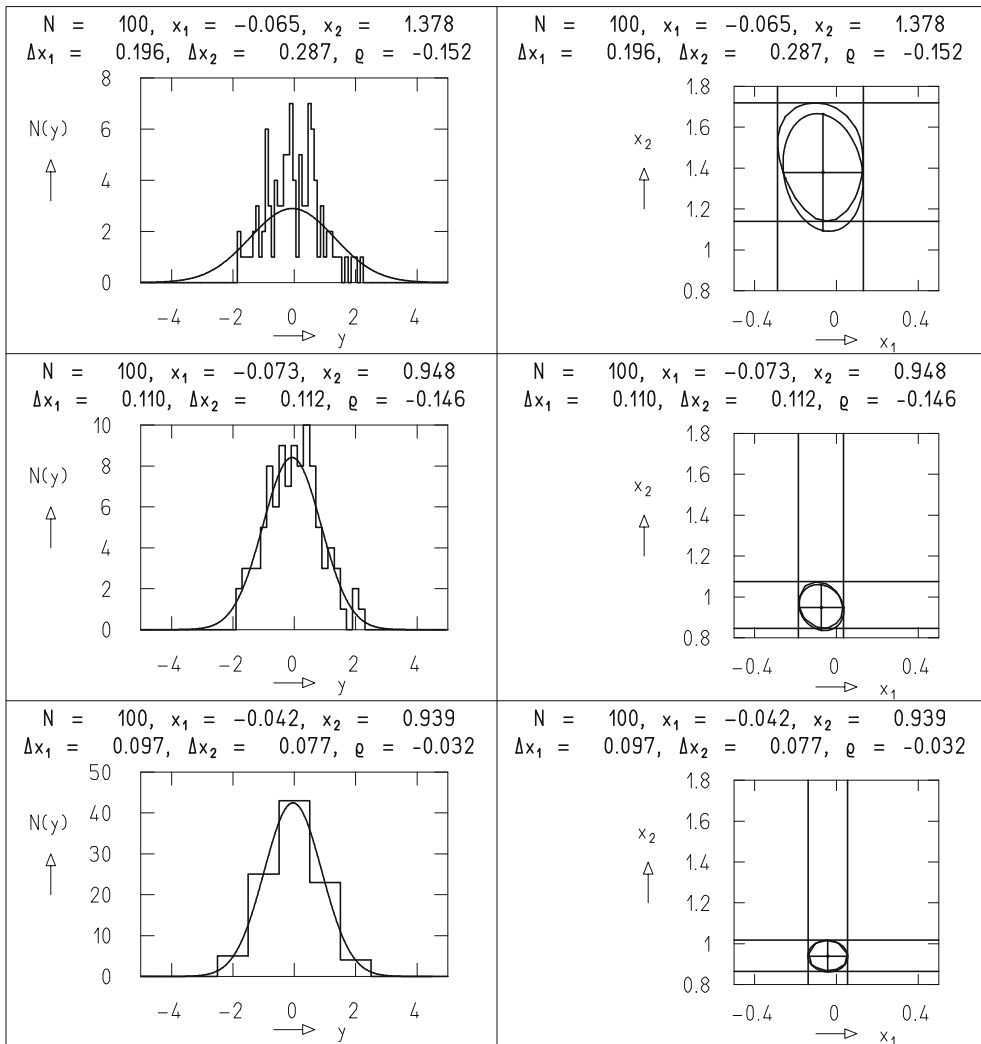 N = 100, x₁ = −0.065, x₂ = 1.378
Δx₁ = 0.196, Δx₂ = 0.287, ϱ = −0.152
8
N(y)
6
4
2
0
−4 −2 0 2 4
y
N = 100, x₁ = −0.065, x₂ = 1.378
Δx₁ = 0.196, Δx₂ = 0.287, ϱ = −0.152
1.8
x₂
1.6
1.4
1.2
1
0.8
−0.4 0 0.4
x₁
N = 100, x₁ = −0.073, x₂ = 0.948
Δx₁ = 0.110, Δx₂ = 0.112, ϱ = −0.146
10
N(y)
8
6
4
2
0
−4 −2 0 2 4
y
N = 100, x₁ = −0.073, x₂ = 0.948
Δx₁ = 0.110, Δx₂ = 0.112, ϱ = −0.146
1.8
x₂
1.6
1.4
1.2
1
0.8
−0.4 0 0.4
x₁
N = 100, x₁ = −0.042, x₂ = 0.939
Δx₁ = 0.097, Δx₂ = 0.077, ϱ = −0.032
50
N(y)
40
30
20
10
0
−4 −2 0 2 4
y
N = 100, x₁ = −0.042, x₂ = 0.939
Δx₁ = 0.097, Δx₂ = 0.077, ϱ = −0.032
1.8
x₂
1.6
1.4
1.2
1
0.8
−0.4 0 0.4
x₁